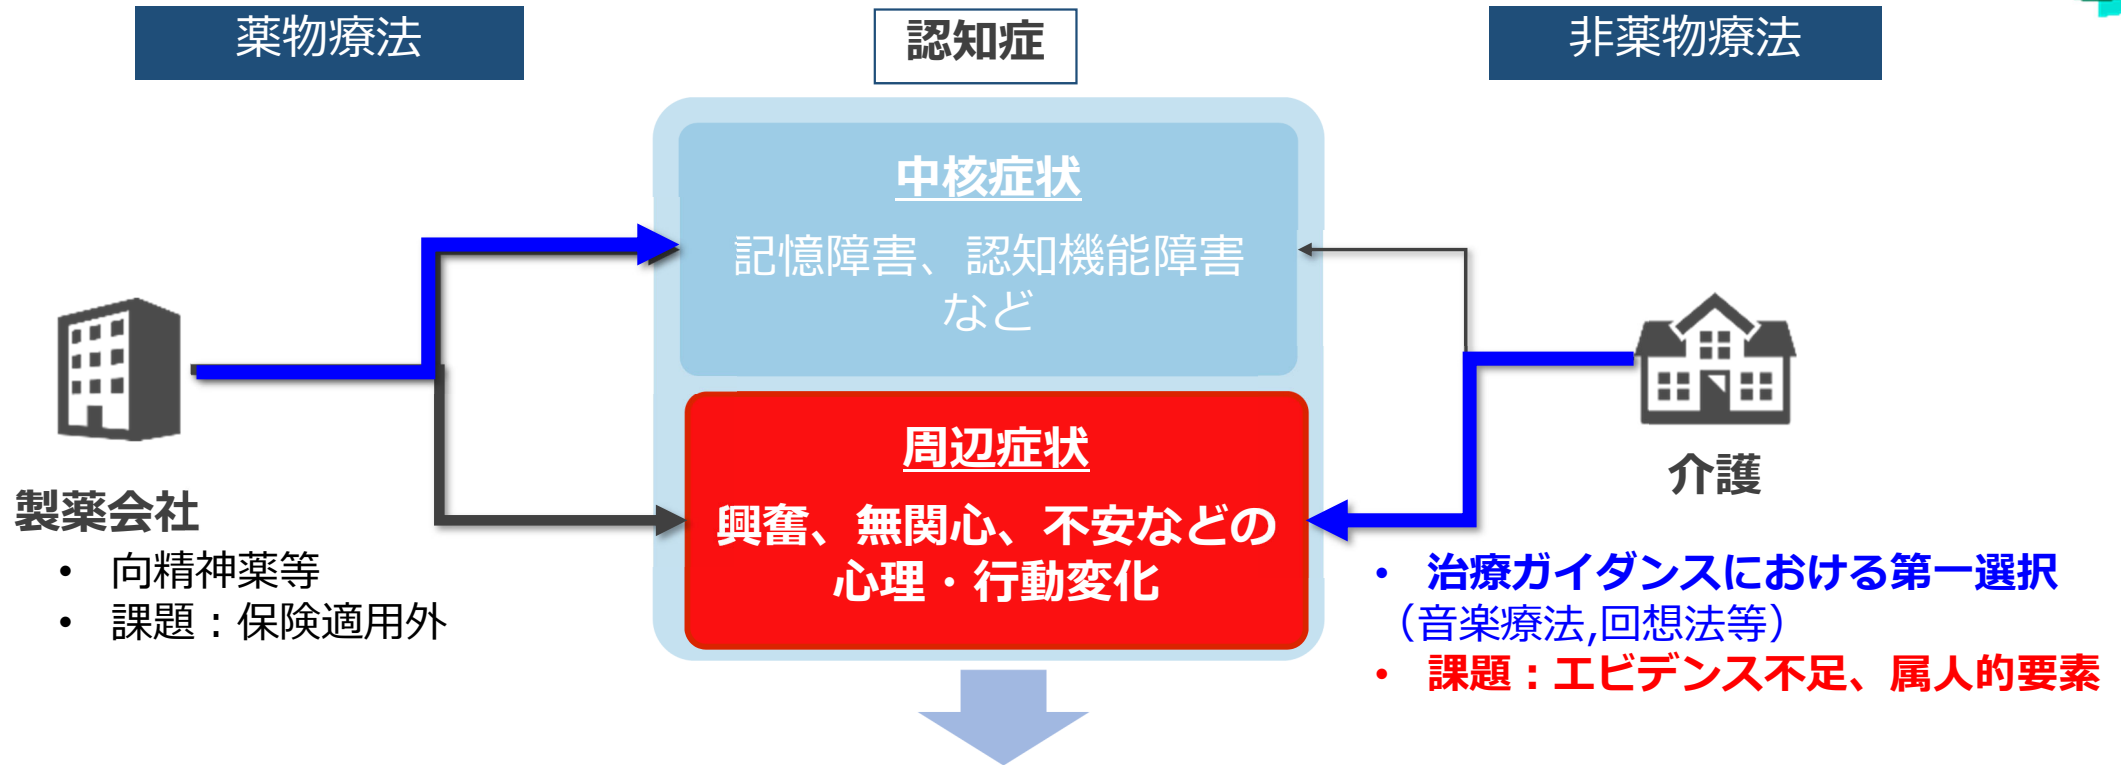 薬物療法
認知症
非薬物療法
中核症状
記憶障害、認知機能障害
など
周辺症状
興奮、無関心、不安などの
心理・行動変化
製薬会社
• 向精神薬等
• 課題：保険適用外
介護
• 治療ガイダンスにおける第一選択
（音楽療法,回想法等）
• 課題：エビデンス不足、属人的要素